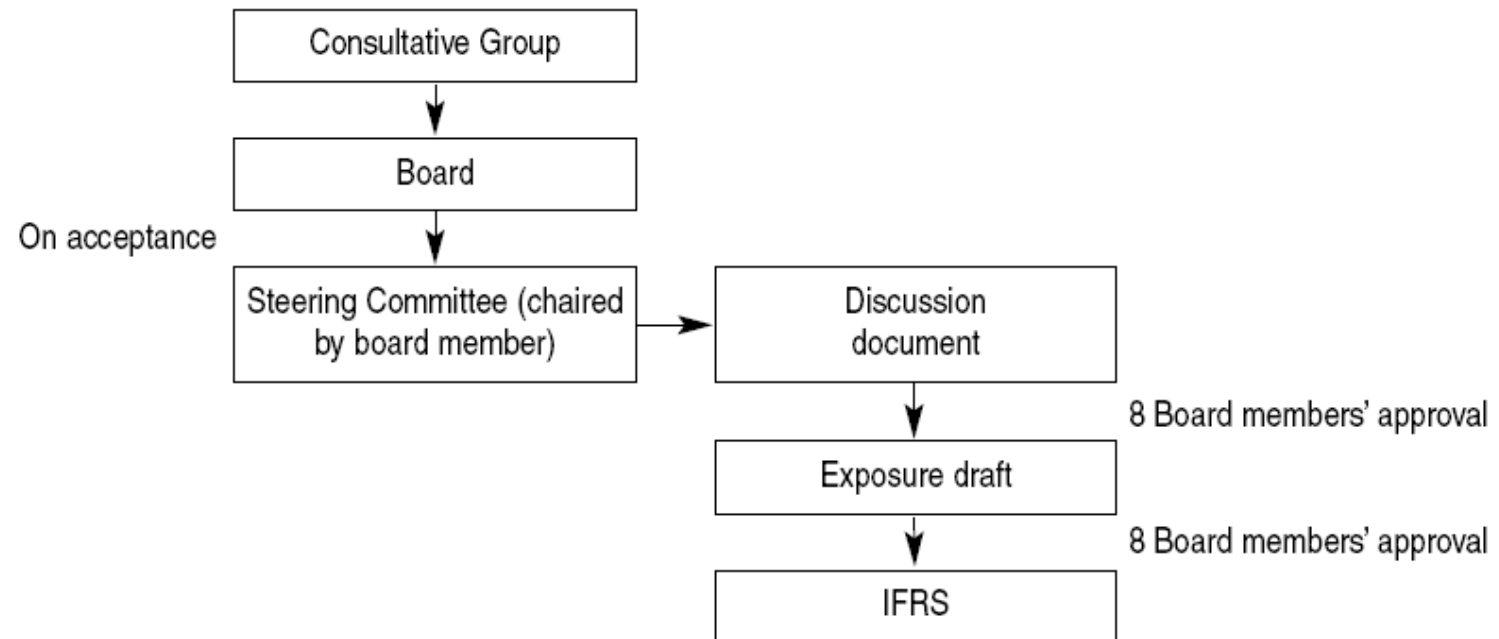 Consultative Group
Board
On acceptance
Steering Committee (chaired
by board member)
Discussion
document
8 Board members’ approval
Exposure draft
8 Board members’ approval
IFRS